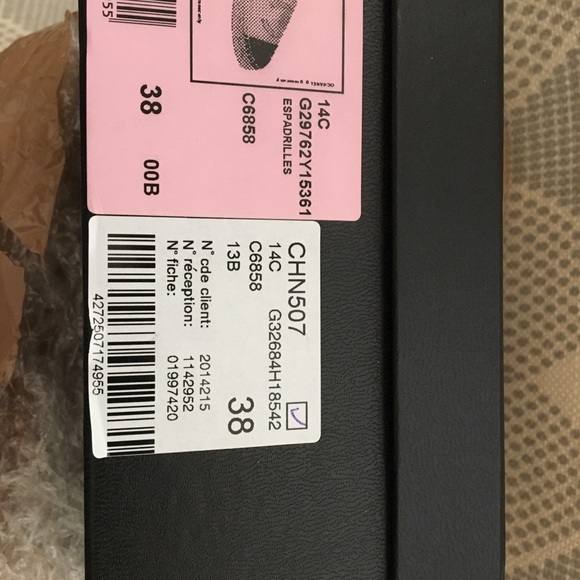 55
14C
G29762Y15361
ESPADRILLES
C6858
38 00B
CHN507
14C G32684H18542
C6858
13B 38
N° cde client: 2014215
N° réception: 1142952
N° fiche: 01997420
4272507174955